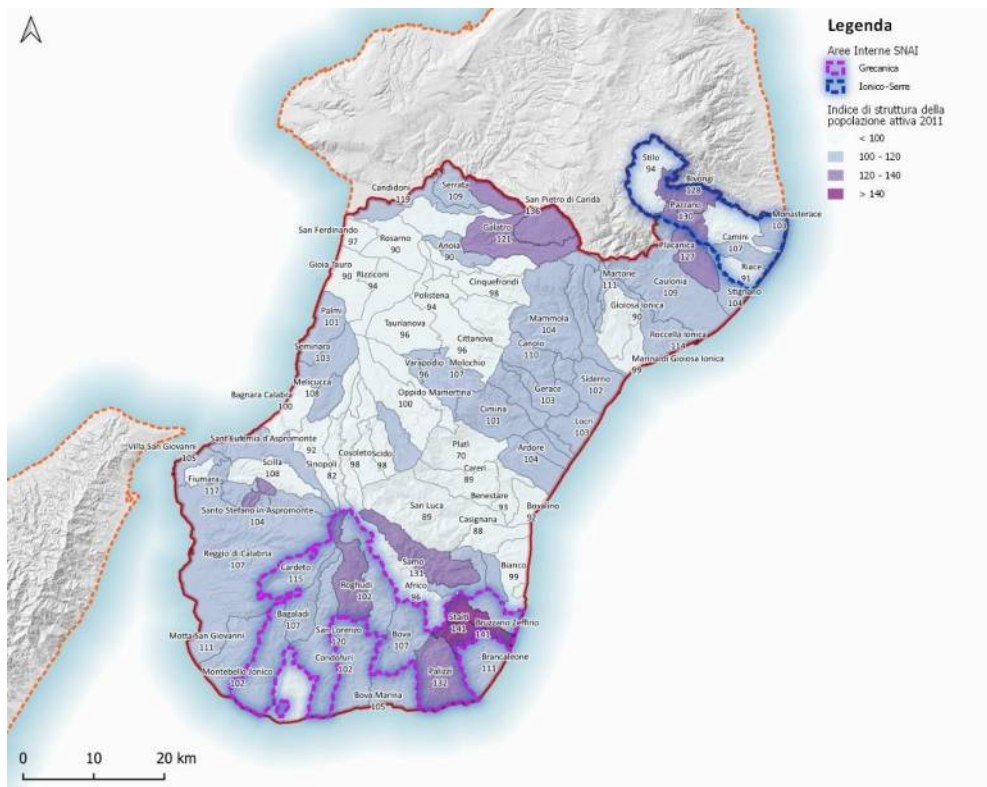 Legenda
Aree Interne SNAI
Grecanica
Ionico-Serre
Indice di struttura della
popolazione attiva 2011
< 100
100 - 120
120 - 140
> 140
Stilo
94
Bivongi
128
Pazzano
130
Monasterace
103
Camini
107
Riace
91
Stignano
104
Placanica
127
Caulonia
109
Candidoni
119
Serrata
109
San Pietro di Caridà
136
Galatro
121
San Ferdinando
97
Rosarno
90
Anoia
90
Gioia Tauro
90
Rizziconi
94
Cinquefrondi
98
Polistena
94
Martone
111
Gioiosa Ionica
90
Roccella Ionica
114
Marina di Gioiosa Ionica
99
Palmi
101
Taurianova
96
Mammola
104
Cittanova
96
Canolo
110
Seminara
103
Varapodio
96
Molochio
107
Melicuccà
108
Siderno
102
Gerace
103
Bagnara Calabra
100
Oppido Mamertina
100
Ciminà
101
Locri
103
Sant'Eufemia d'Aspromonte
92
Villa San Giovanni
105
Cosoleto
98
Scido
98
Platì
70
Ardore
104
Scilla
108
Sinopoli
82
Careri
89
Fiumara
117
Benestare
93
Santo Stefano in Aspromonte
104
San Luca
89
Bovalino
92
Casignana
88
Reggio di Calabria
107
Cardeto
115
Samo
131
Bianco
99
Roghudi
102
Africo
96
Bagaladi
107
Staiti
141
Bruzzano Zeffirio
141
Motta San Giovanni
111
San Lorenzo
120
Bova
107
Condofuri
102
Brancaleone
111
Montebello Jonico
102
Palizzi
132
Bova Marina
105
0 10 20 km